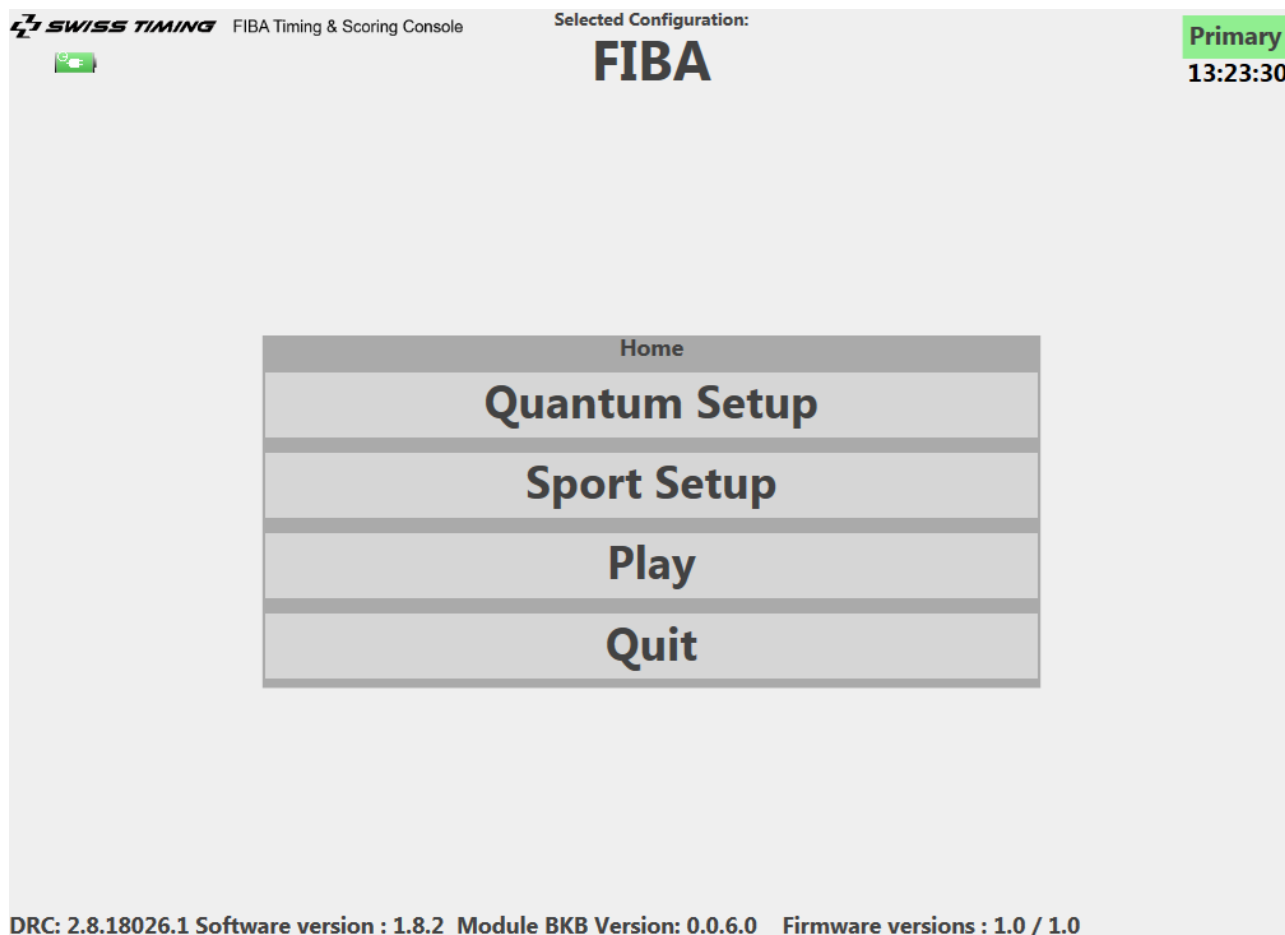 SWISS TIMING FIBA Timing & Scoring Console
Selected Configuration:
FIBA
Primary
13:23:30
Home
Quantum Setup
Sport Setup
Play
Quit
DRC: 2.8.18026.1 Software version : 1.8.2 Module BKB Version: 0.0.6.0 Firmware versions : 1.0 / 1.0